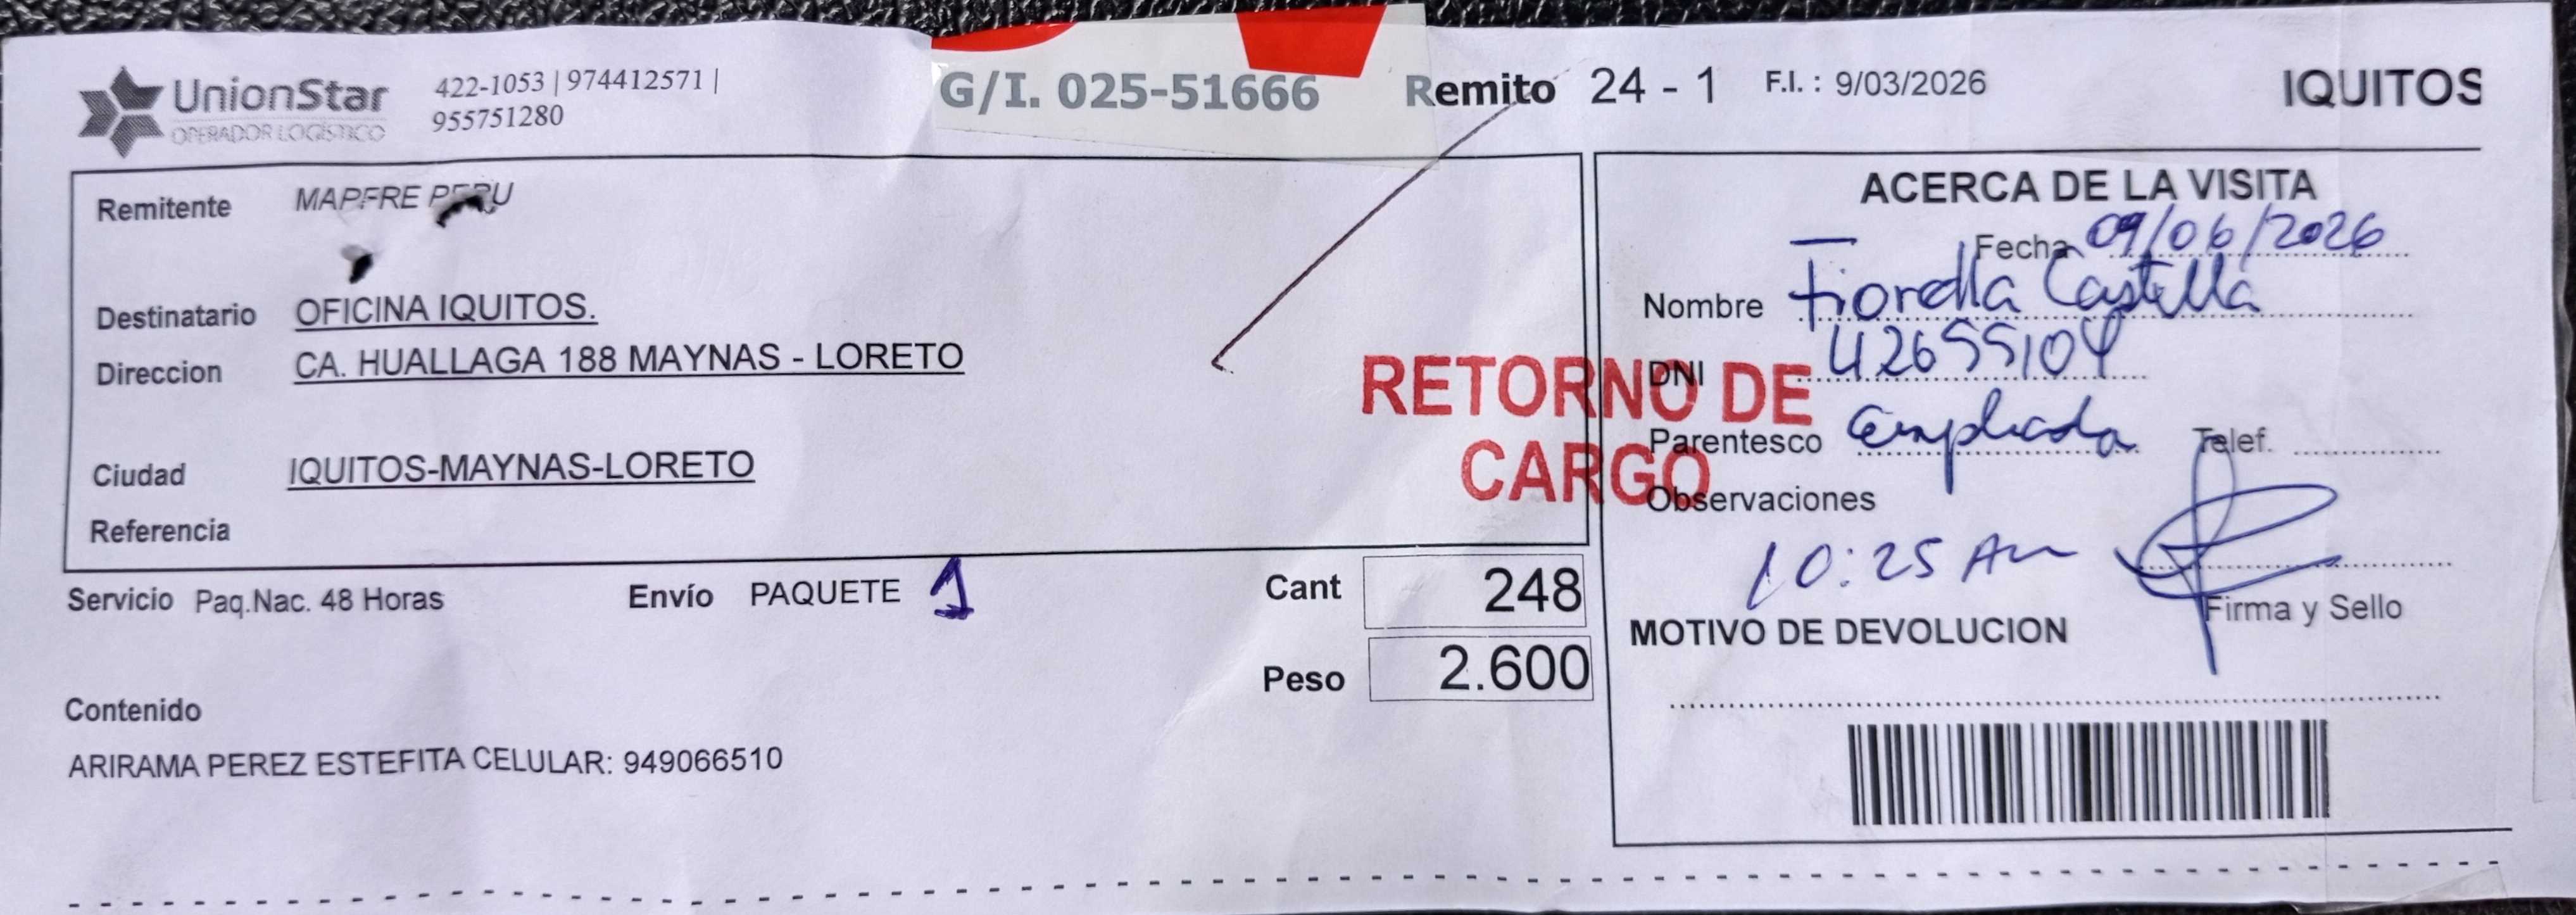 UnionStar
OPERADOR LOGÍSTICO
422-1053 | 974412571 |
955751280
G/I. 025-51666
Remito 24 - 1 F.I. : 9/03/2026
IQUITOS
Remitente MAPFRE PERU
Destinatario OFICINA IQUITOS.
Direccion CA. HUALLAGA 188 MAYNAS - LORETO
Ciudad IQUITOS-MAYNAS-LORETO
Referencia
RETORNO DE
CARGO
Servicio Paq.Nac. 48 Horas Envío PAQUETE 1
Cant 248
Peso 2.600
Contenido
ARIRAMA PEREZ ESTEFITA CELULAR: 949066510
ACERCA DE LA VISITA
Fecha 09/06/2026
Nombre Fiorella Castilla
DNI 42655104
Parentesco Empleada Telef.
Observaciones
10:25 Am
Firma y Sello
MOTIVO DE DEVOLUCION